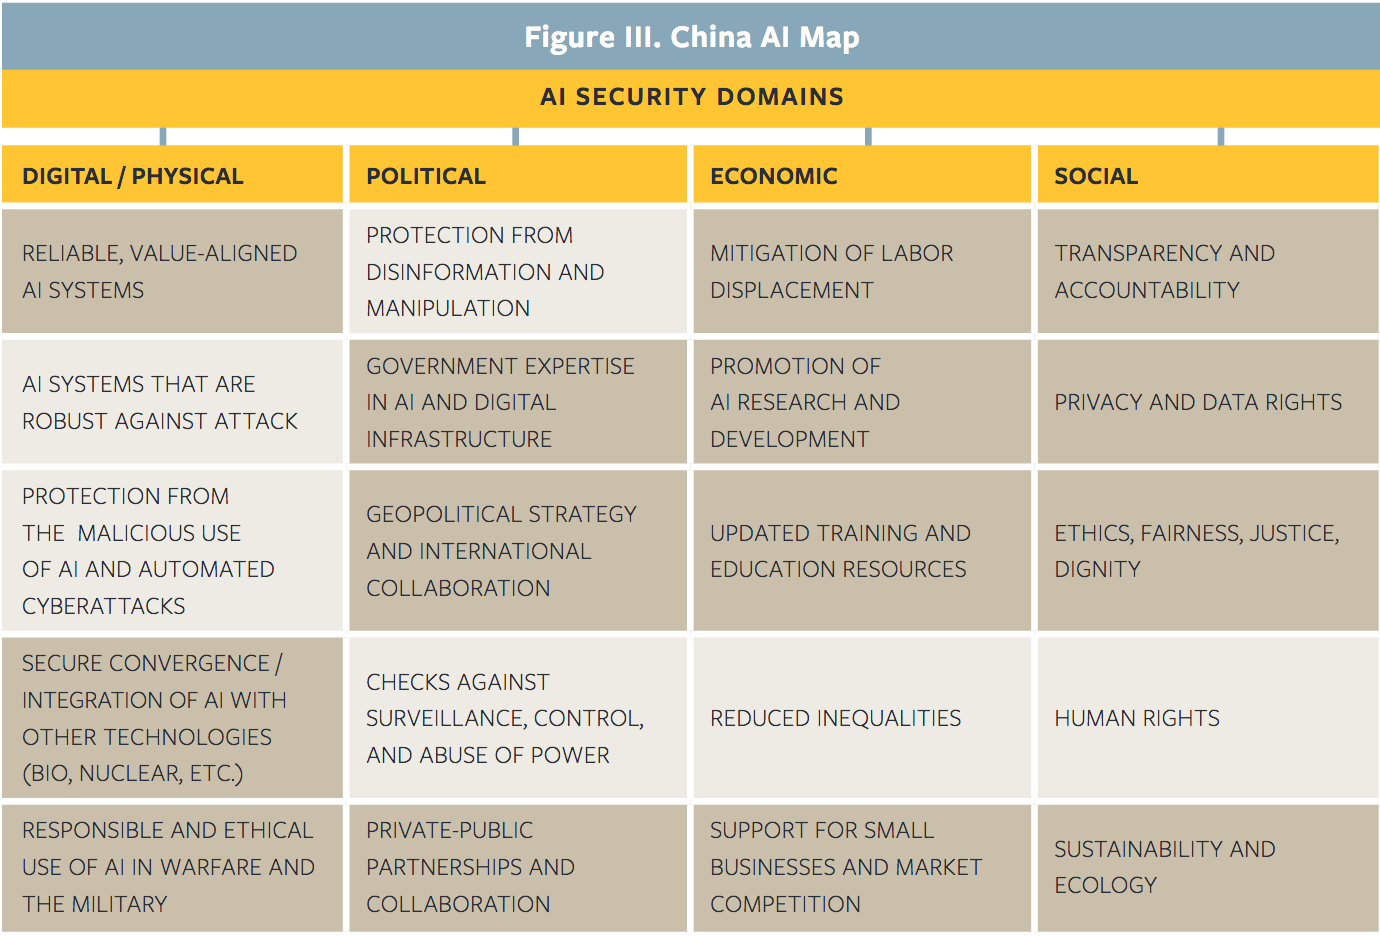 Figure III. China AI Map
AI SECURITY DOMAINS
DIGITAL / PHYSICAL
POLITICAL
ECONOMIC
SOCIAL
RELIABLE, VALUE-ALIGNED
AI SYSTEMS
PROTECTION FROM
DISINFORMATION AND
MANIPULATION
MITIGATION OF LABOR
DISPLACEMENT
TRANSPARENCY AND
ACCOUNTABILITY
AI SYSTEMS THAT ARE
ROBUST AGAINST ATTACK
GOVERNMENT EXPERTISE
IN AI AND DIGITAL
INFRASTRUCTURE
PROMOTION OF
AI RESEARCH AND
DEVELOPMENT
PRIVACY AND DATA RIGHTS
PROTECTION FROM
THE MALICIOUS USE
OF AI AND AUTOMATED
CYBERATTACKS
GEOPOLITICAL STRATEGY
AND INTERNATIONAL
COLLABORATION
UPDATED TRAINING AND
EDUCATION RESOURCES
ETHICS, FAIRNESS, JUSTICE,
DIGNITY
SECURE CONVERGENCE /
INTEGRATION OF AI WITH
OTHER TECHNOLOGIES
(BIO, NUCLEAR, ETC.)
CHECKS AGAINST
SURVEILLANCE, CONTROL,
AND ABUSE OF POWER
REDUCED INEQUALITIES
HUMAN RIGHTS
RESPONSIBLE AND ETHICAL
USE OF AI IN WARFARE AND
THE MILITARY
PRIVATE-PUBLIC
PARTNERSHIPS AND
COLLABORATION
SUPPORT FOR SMALL
BUSINESSES AND MARKET
COMPETITION
SUSTAINABILITY AND
ECOLOGY